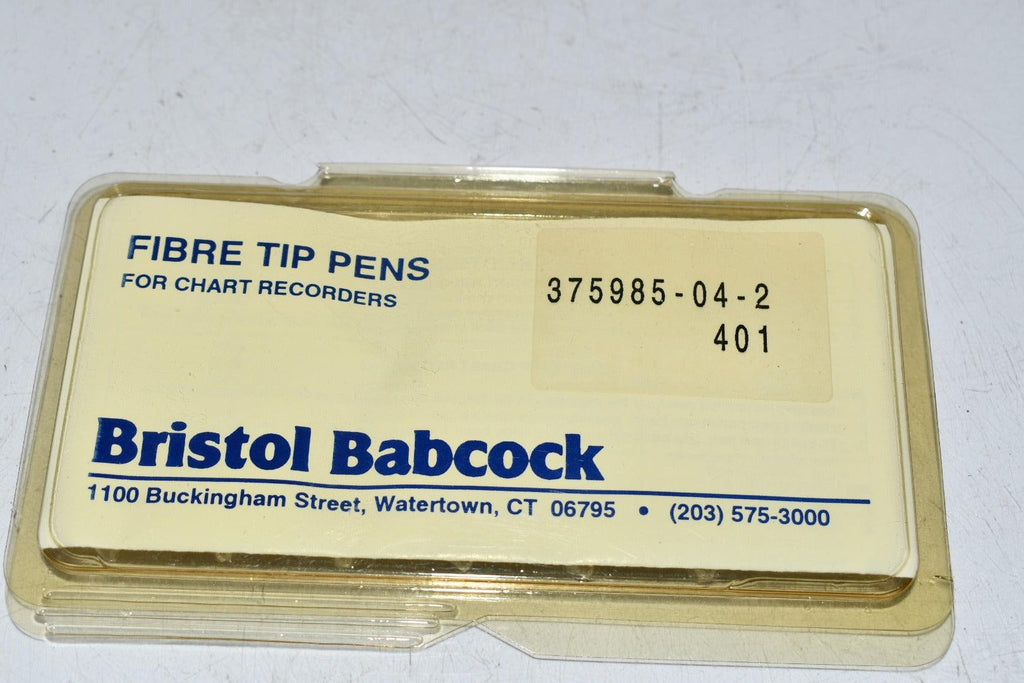 FIBRE TIP PENS
FOR CHART RECORDERS
375985-04-2
401
Bristol Babcock
1100 Buckingham Street, Watertown, CT 06795 • (203) 575-3000